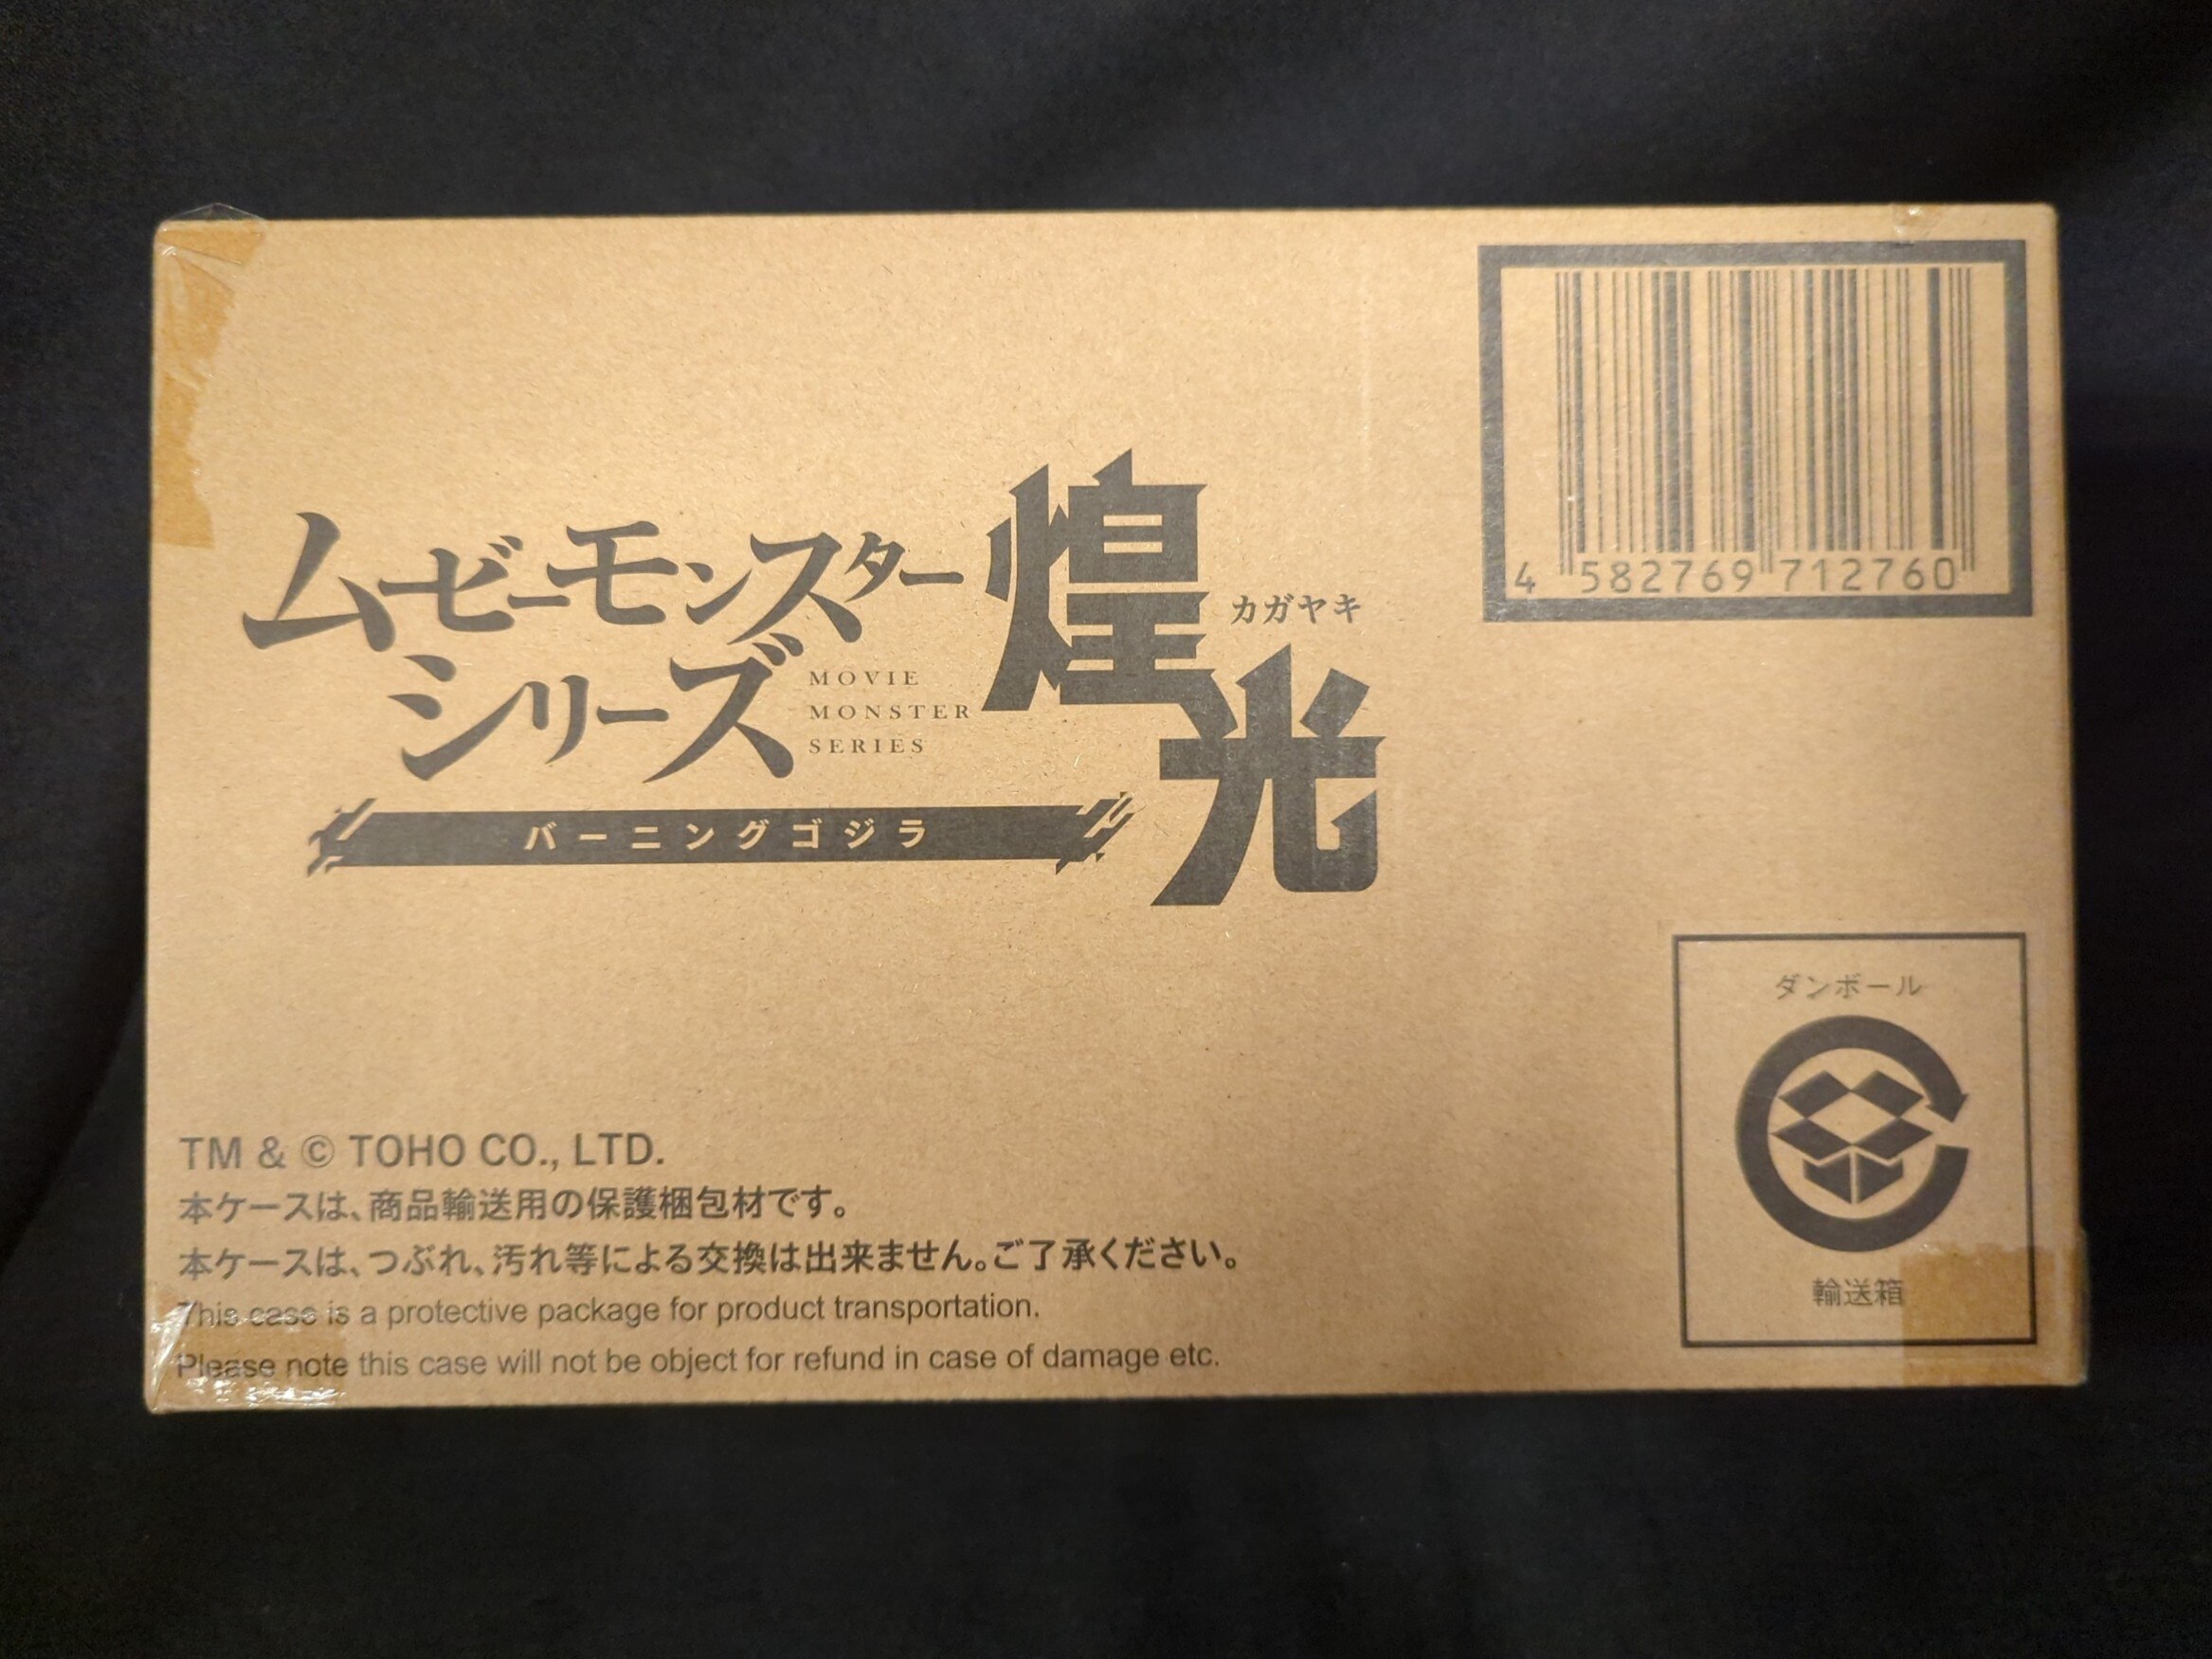 ムービーモンスター
シリーズ
MOVIE
MONSTER
SERIES
煌光
カガヤキ
バーニングゴジラ
4 582769 712760
ダンボール
輸送箱
TM & © TOHO CO., LTD.
本ケースは、商品輸送用の保護梱包材です。
本ケースは、つぶれ、汚れ等による交換は出来ません。ご了承ください。
This case is a protective package for product transportation.
Please note this case will not be object for refund in case of damage etc.